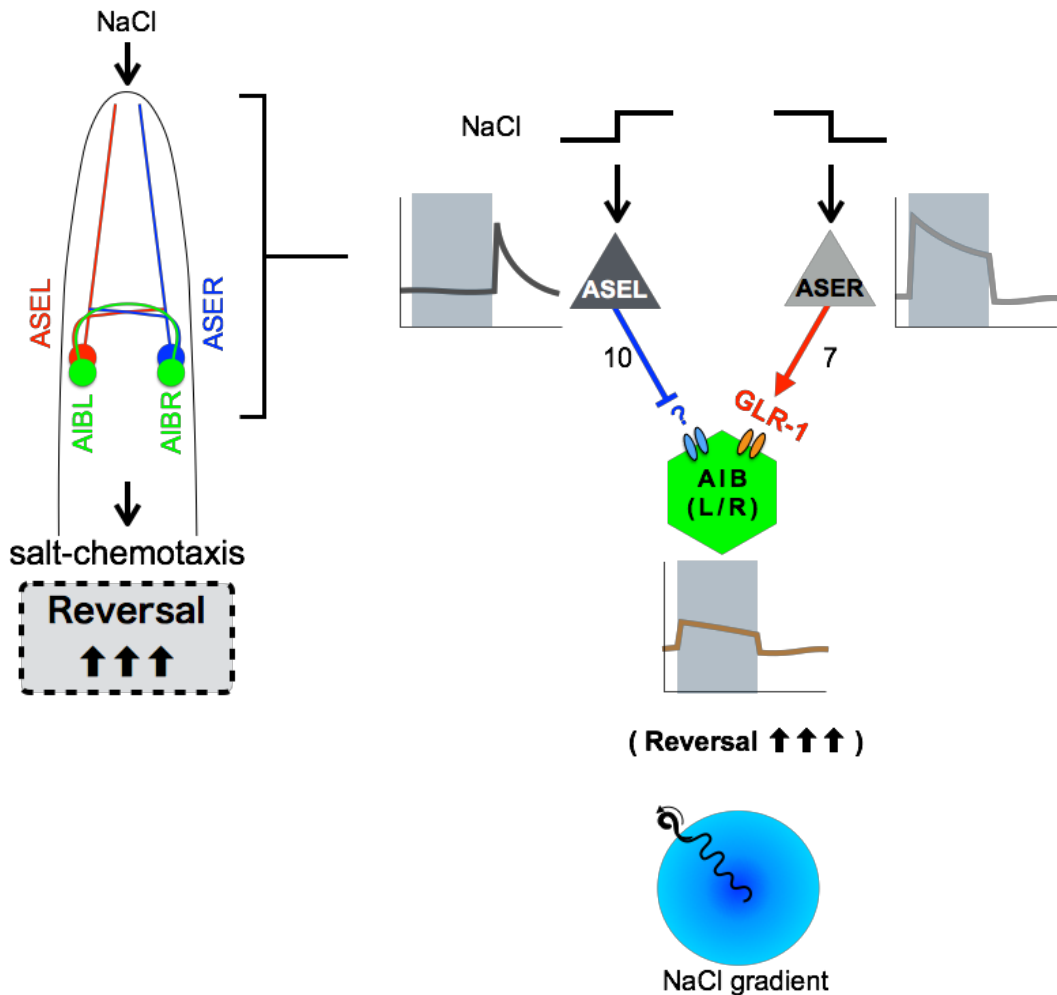 NaCl
ASEL
ASER
AIBL
AIBR
salt-chemotaxis
Reversal
NaCl
ASEL
ASER
10
7
?
GLR-1
AIB
(L/R)
( Reversal ⬆⬆⬆ )
NaCl gradient